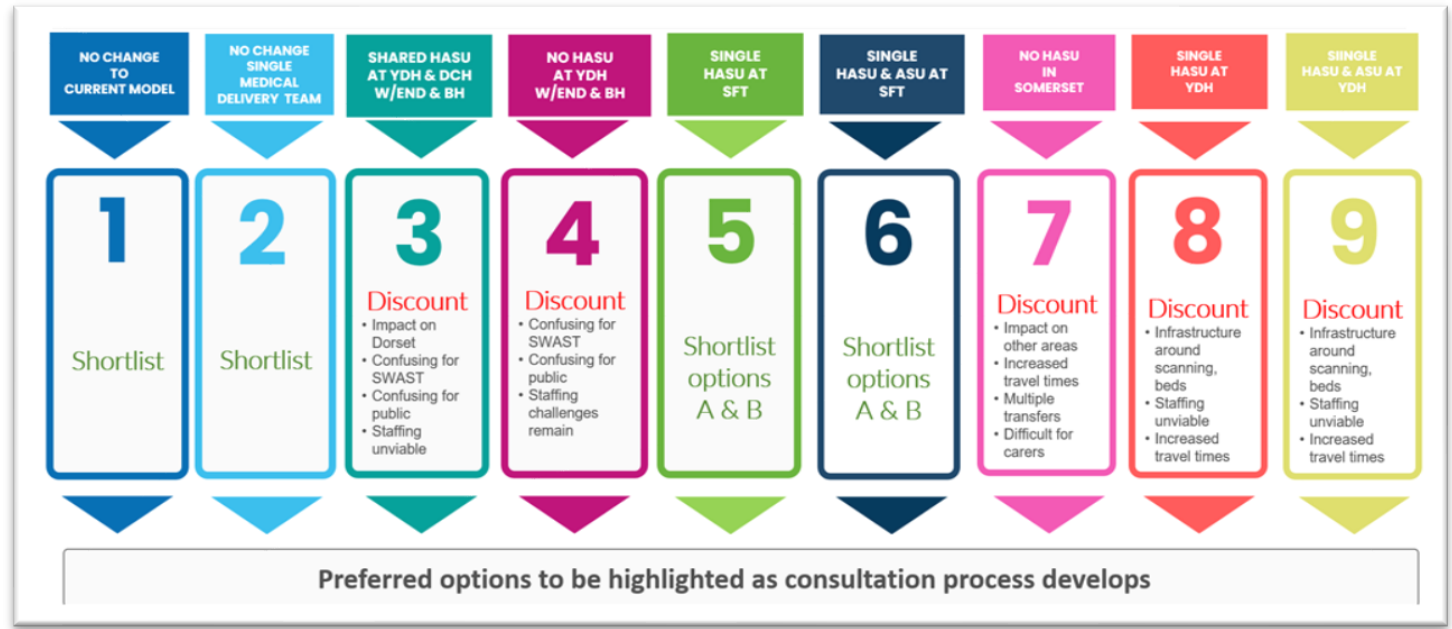 NO CHANGE
TO
CURRENT MODEL
NO CHANGE
SINGLE
MEDICAL
DELIVERY TEAM
SHARED HASU
AT YDH & DCH
W/END & BH
NO HASU
AT YDH
W/END & BH
SINGLE
HASU AT
SFT
SINGLE
HASU & ASU AT
SFT
NO HASU
IN
SOMERSET
SINGLE
HASU AT
YDH
SIINGLE
HASU & ASU AT
YDH
1
Shortlist
2
Shortlist
3
Discount
• Impact on
Dorset
• Confusing for
SWAST
• Confusing for
public
• Staffing
unviable
4
Discount
• Confusing for
SWAST
• Confusing for
public
• Staffing
challenges
remain
5
Shortlist
options
A & B
6
Shortlist
options
A & B
7
Discount
• Impact on
other areas
• Increased
travel times
• Multiple
transfers
• Difficult for
carers
8
Discount
• Infrastructure
around
scanning,
beds
• Staffing
unviable
• Increased
travel times
9
Discount
• Infrastructure
around
scanning,
beds
• Staffing
unviable
• Increased
travel times
Preferred options to be highlighted as consultation process develops